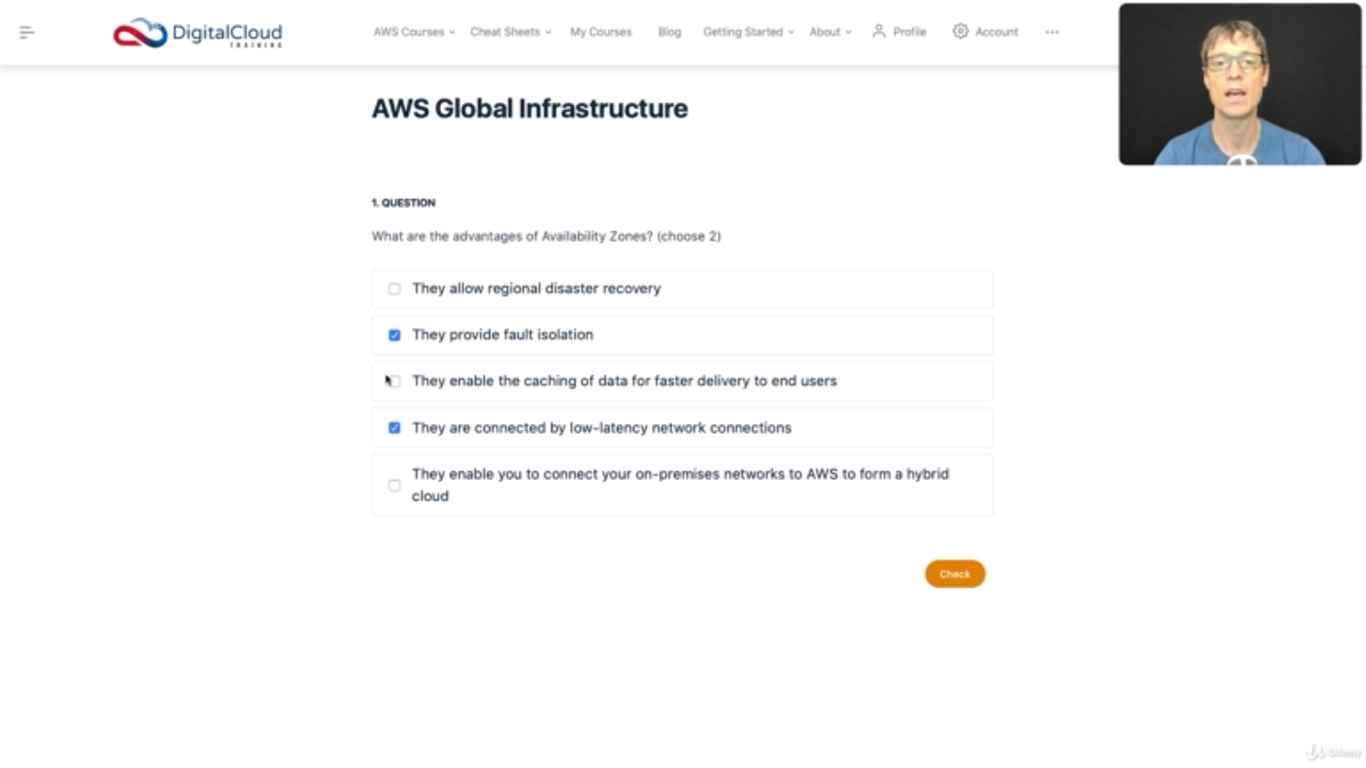 DigitalCloud
TRAINING
AWS Courses
Cheat Sheets
My Courses
Blog
Getting Started
About
Profile
Account
AWS Global Infrastructure
1. QUESTION
What are the advantages of Availability Zones? (choose 2)
They allow regional disaster recovery
They provide fault isolation
They enable the caching of data for faster delivery to end users
They are connected by low-latency network connections
They enable you to connect your on-premises networks to AWS to form a hybrid
cloud
Check
Udemy